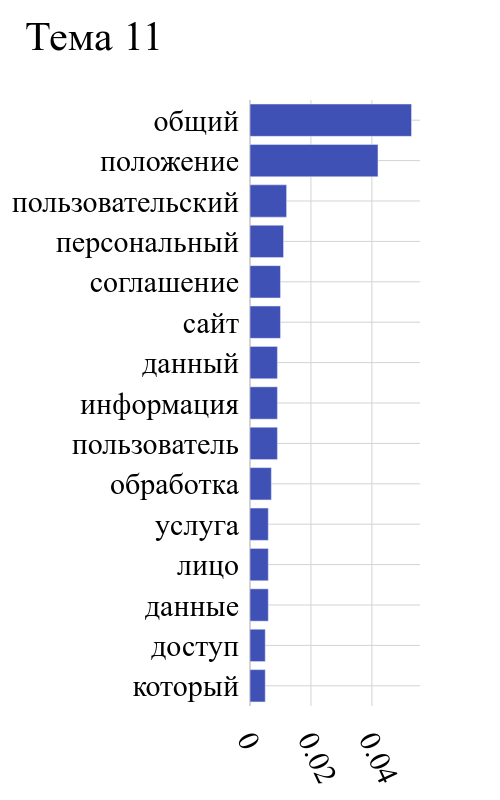 Тема 11
общий
положение
пользовательский
персональный
соглашение
сайт
данный
информация
пользователь
обработка
услуга
лицо
данные
доступ
который
0
0.02
0.04